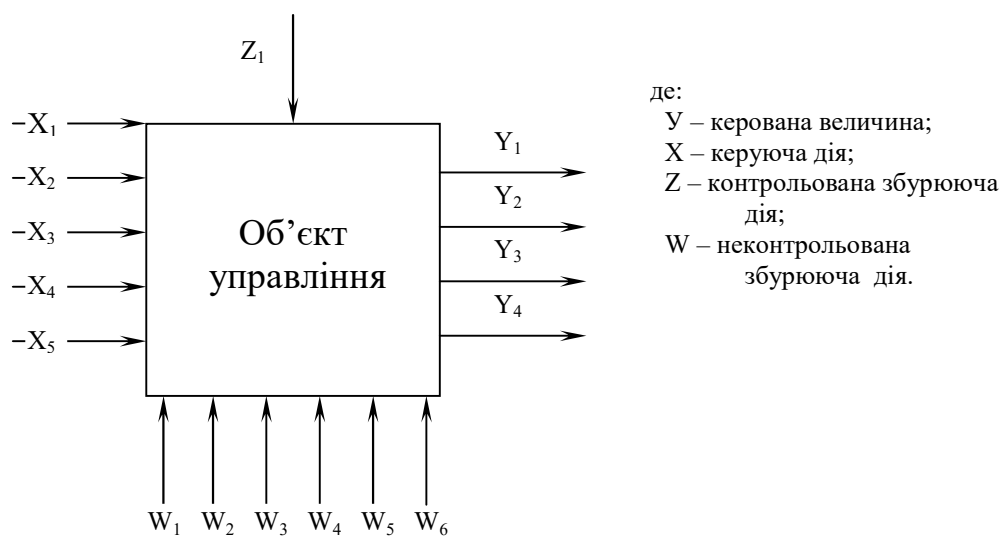 Z₁
–X₁
–X₂
–X₃
–X₄
–X₅
Об’єкт
управління
Y₁
Y₂
Y₃
Y₄
W₁ W₂ W₃ W₄ W₅ W₆
де:
У – керована величина;
Х – керуюча дія;
Z – контрольована збурююча
дія;
W – неконтрольована
збурююча дія.